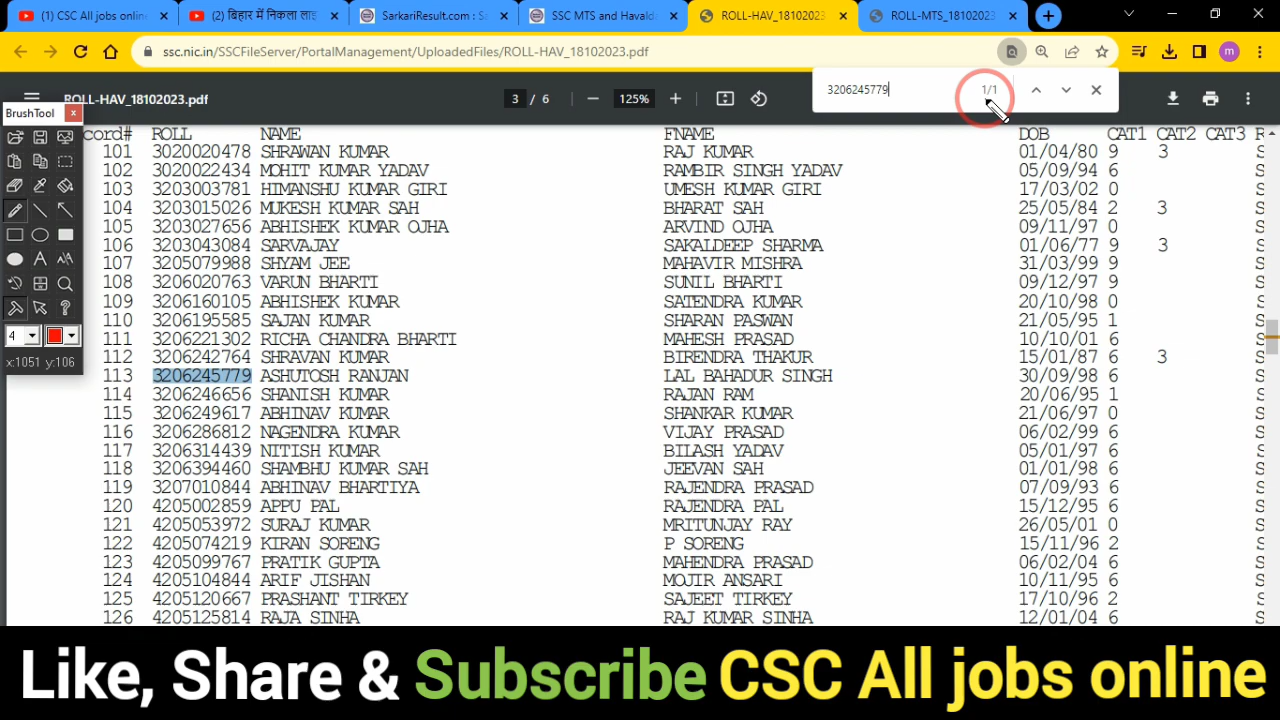 (1) CSC All jobs onlin
(2) बिहार में निकला लाइ
SarkariResult.com : Sa
SSC MTS and Havald
ROLL-HAV_18102023.p
ROLL-MTS_18102023.
ssc.nic.in/SSCFileServer/PortalManagement/UploadedFiles/ROLL-HAV_18102023.pdf
m
ROLL-HAV_18102023.pdf
3 / 6
125%
3206245779
1/1
BrushTool
4
x:1051 y:106
cord# ROLL NAME FNAME DOB CAT1 CAT2 CAT3 R
101 3020020478 SHRAWAN KUMAR RAJ KUMAR 01/04/80 9 3 S
102 3020022434 MOHIT KUMAR YADAV RAMBIR SINGH YADAV 05/09/94 6 S
103 3203003781 HIMANSHU KUMAR GIRI UMESH KUMAR GIRI 17/03/02 0 S
104 3203015026 MUKESH KUMAR SAH BHARAT SAH 25/05/84 2 3 S
105 3203027656 ABHISHEK KUMAR OJHA ARVIND OJHA 09/11/97 0 S
106 3203043084 SARVAJAY SAKALDEEP SHARMA 01/06/77 9 3 S
107 3205079988 SHYAM JEE MAHAVIR MISHRA 31/03/99 9 S
108 3206020763 VARUN BHARTI SUNIL BHARTI 09/12/97 9 S
109 3206160105 ABHISHEK KUMAR SATENDRA KUMAR 20/10/98 0 S
110 3206195585 SAJAN KUMAR SHARAN PASWAN 21/05/95 1 S
111 3206221302 RICHA CHANDRA BHARTI MAHESH PRASAD 10/10/01 6 S
112 3206242764 SHRAVAN KUMAR BIRENDRA THAKUR 15/01/87 6 3 S
113 3206245779 ASHUTOSH RANJAN LAL BAHADUR SINGH 30/09/98 6 S
114 3206246656 SHANISH KUMAR RAJAN RAM 20/06/95 1 S
115 3206249617 ABHINAV KUMAR SHANKAR KUMAR 21/06/97 0 S
116 3206286812 NAGENDRA KUMAR VIJAY PRASAD 06/02/99 6 S
117 3206314439 NITISH KUMAR BILASH YADAV 05/01/97 6 S
118 3206394460 SHAMBHU KUMAR SAH JEEVAN SAH 01/01/98 6 S
119 3207010844 ABHINAV BHARTIYA RAJENDRA PRASAD 07/09/93 6 S
120 4205002859 APPU PAL RAJENDRA PAL 15/12/95 6 S
121 4205053972 SURAJ KUMAR MRITUNJAY RAY 26/05/01 0 S
122 4205074219 KIRAN SORENG P SORENG 15/11/96 2 S
123 4205099767 PRATIK GUPTA MAHENDRA PRASAD 06/02/04 6 S
124 4205104844 ARIF JISHAN MOJIR ANSARI 10/11/95 6 S
125 4205120667 PRASHANT TIRKEY SAJEET TIRKEY 17/10/96 2 S
126 4205125814 RAJA SINHA RAJ KUMAR SINHA 12/01/04 6 S
Like, Share & Subscribe CSC All jobs online